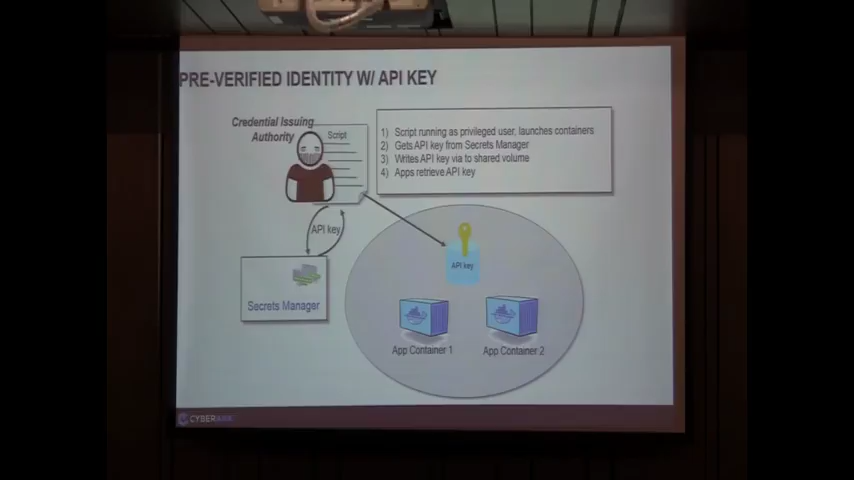 PRE-VERIFIED IDENTITY W/ API KEY
Credential Issuing
Authority
Script
1) Script running as privileged user, launches containers
2) Gets API key from Secrets Manager
3) Writes API key via to shared volume
4) Apps retrieve API key
API key
API key
Secrets Manager
App Container 1
App Container 2
CYBERARK